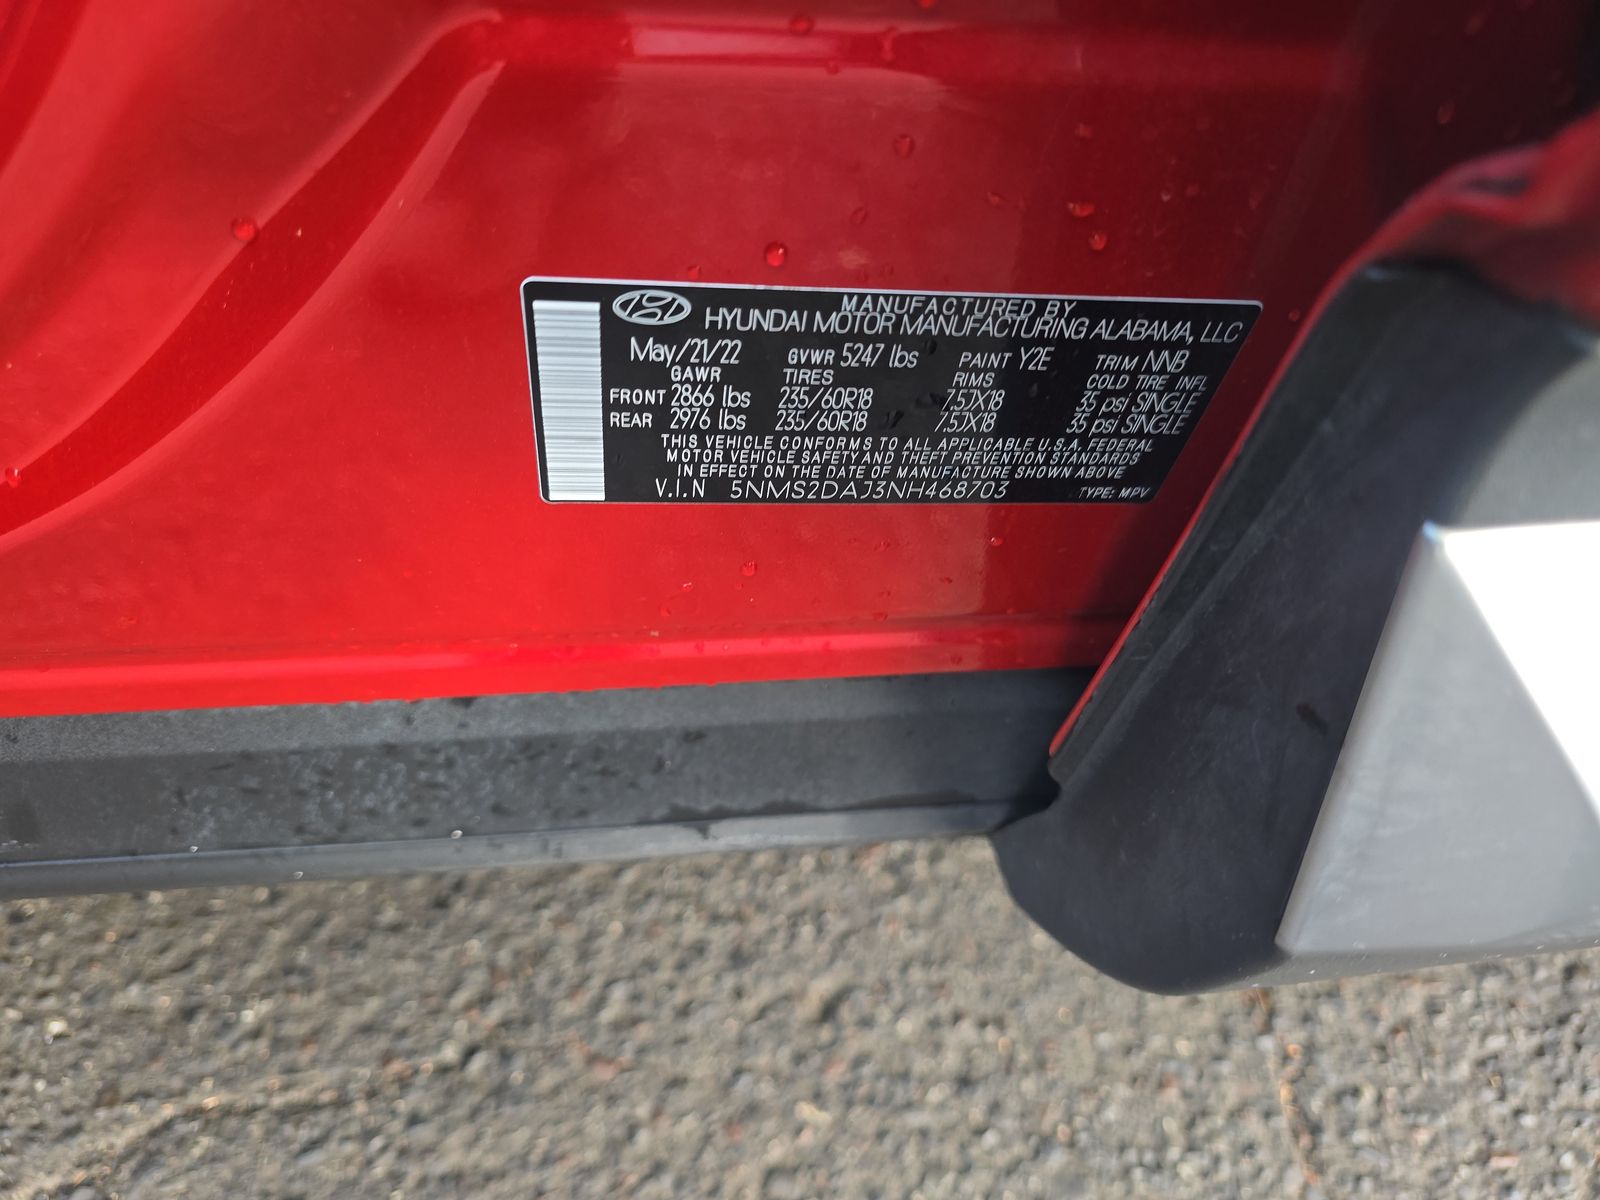 MANUFACTURED BY
HYUNDAI MOTOR MANUFACTURING ALABAMA, LLC
May/21/22 GVWR 5247 lbs PAINT Y2E TRIM NNB
GAWR TIRES RIMS COLD TIRE INFL
FRONT 2866 lbs 235/60R18 7.5JX18 35 psi SINGLE
REAR 2976 lbs 235/60R18 7.5JX18 35 psi SINGLE
THIS VEHICLE CONFORMS TO ALL APPLICABLE U.S.A. FEDERAL
MOTOR VEHICLE SAFETY AND THEFT PREVENTION STANDARDS
IN EFFECT ON THE DATE OF MANUFACTURE SHOWN ABOVE
V.I.N 5NMS2DAJ3NH468703 TYPE: MPV